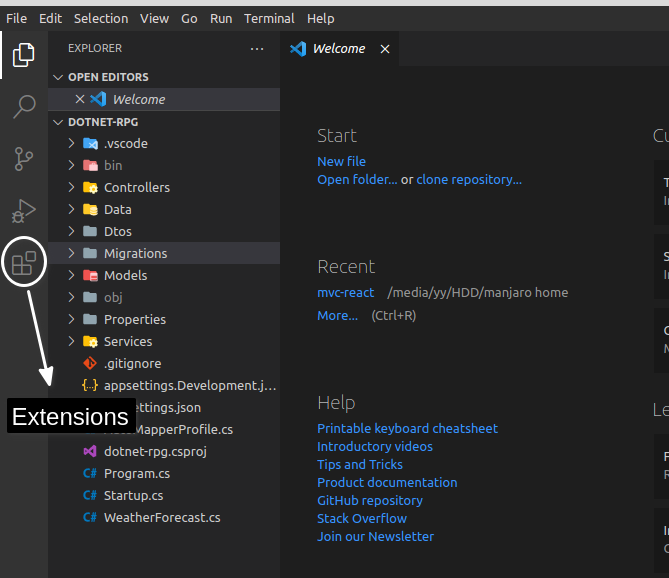 File Edit Selection View Go Run Terminal Help
EXPLORER ...
Welcome
OPEN EDITORS
Welcome
DOTNET-RPG
.vscode
bin
Controllers
Data
Dtos
Migrations
Models
obj
Properties
Services
.gitignore
appsettings.Development.j...
ettings.json
Extensions
MapperProfile.cs
dotnet-rpg.csproj
C# Program.cs
C# Startup.cs
C# WeatherForecast.cs
Start
New file
Open folder... or clone repository...
Recent
mvc-react /media/yy/HDD/manjaro home
More... (Ctrl+R)
Help
Printable keyboard cheatsheet
Introductory videos
Tips and Tricks
Product documentation
GitHub repository
Stack Overflow
Join our Newsletter
Cu
T
In
S
In
C
M
Le
F
R
In